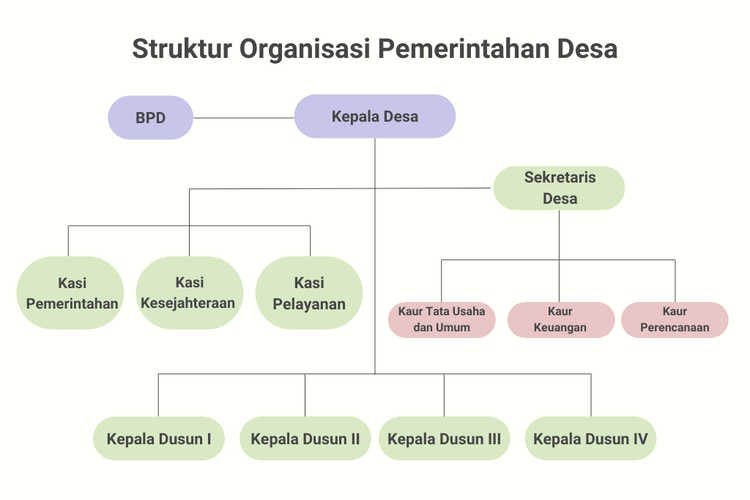 Struktur Organisasi Pemerintahan Desa
BPD
Kepala Desa
Sekretaris
Desa
Kasi
Pemerintahan
Kasi
Kesejahteraan
Kasi
Pelayanan
Kaur Tata Usaha
dan Umum
Kaur
Keuangan
Kaur
Perencanaan
Kepala Dusun I
Kepala Dusun II
Kepala Dusun III
Kepala Dusun IV